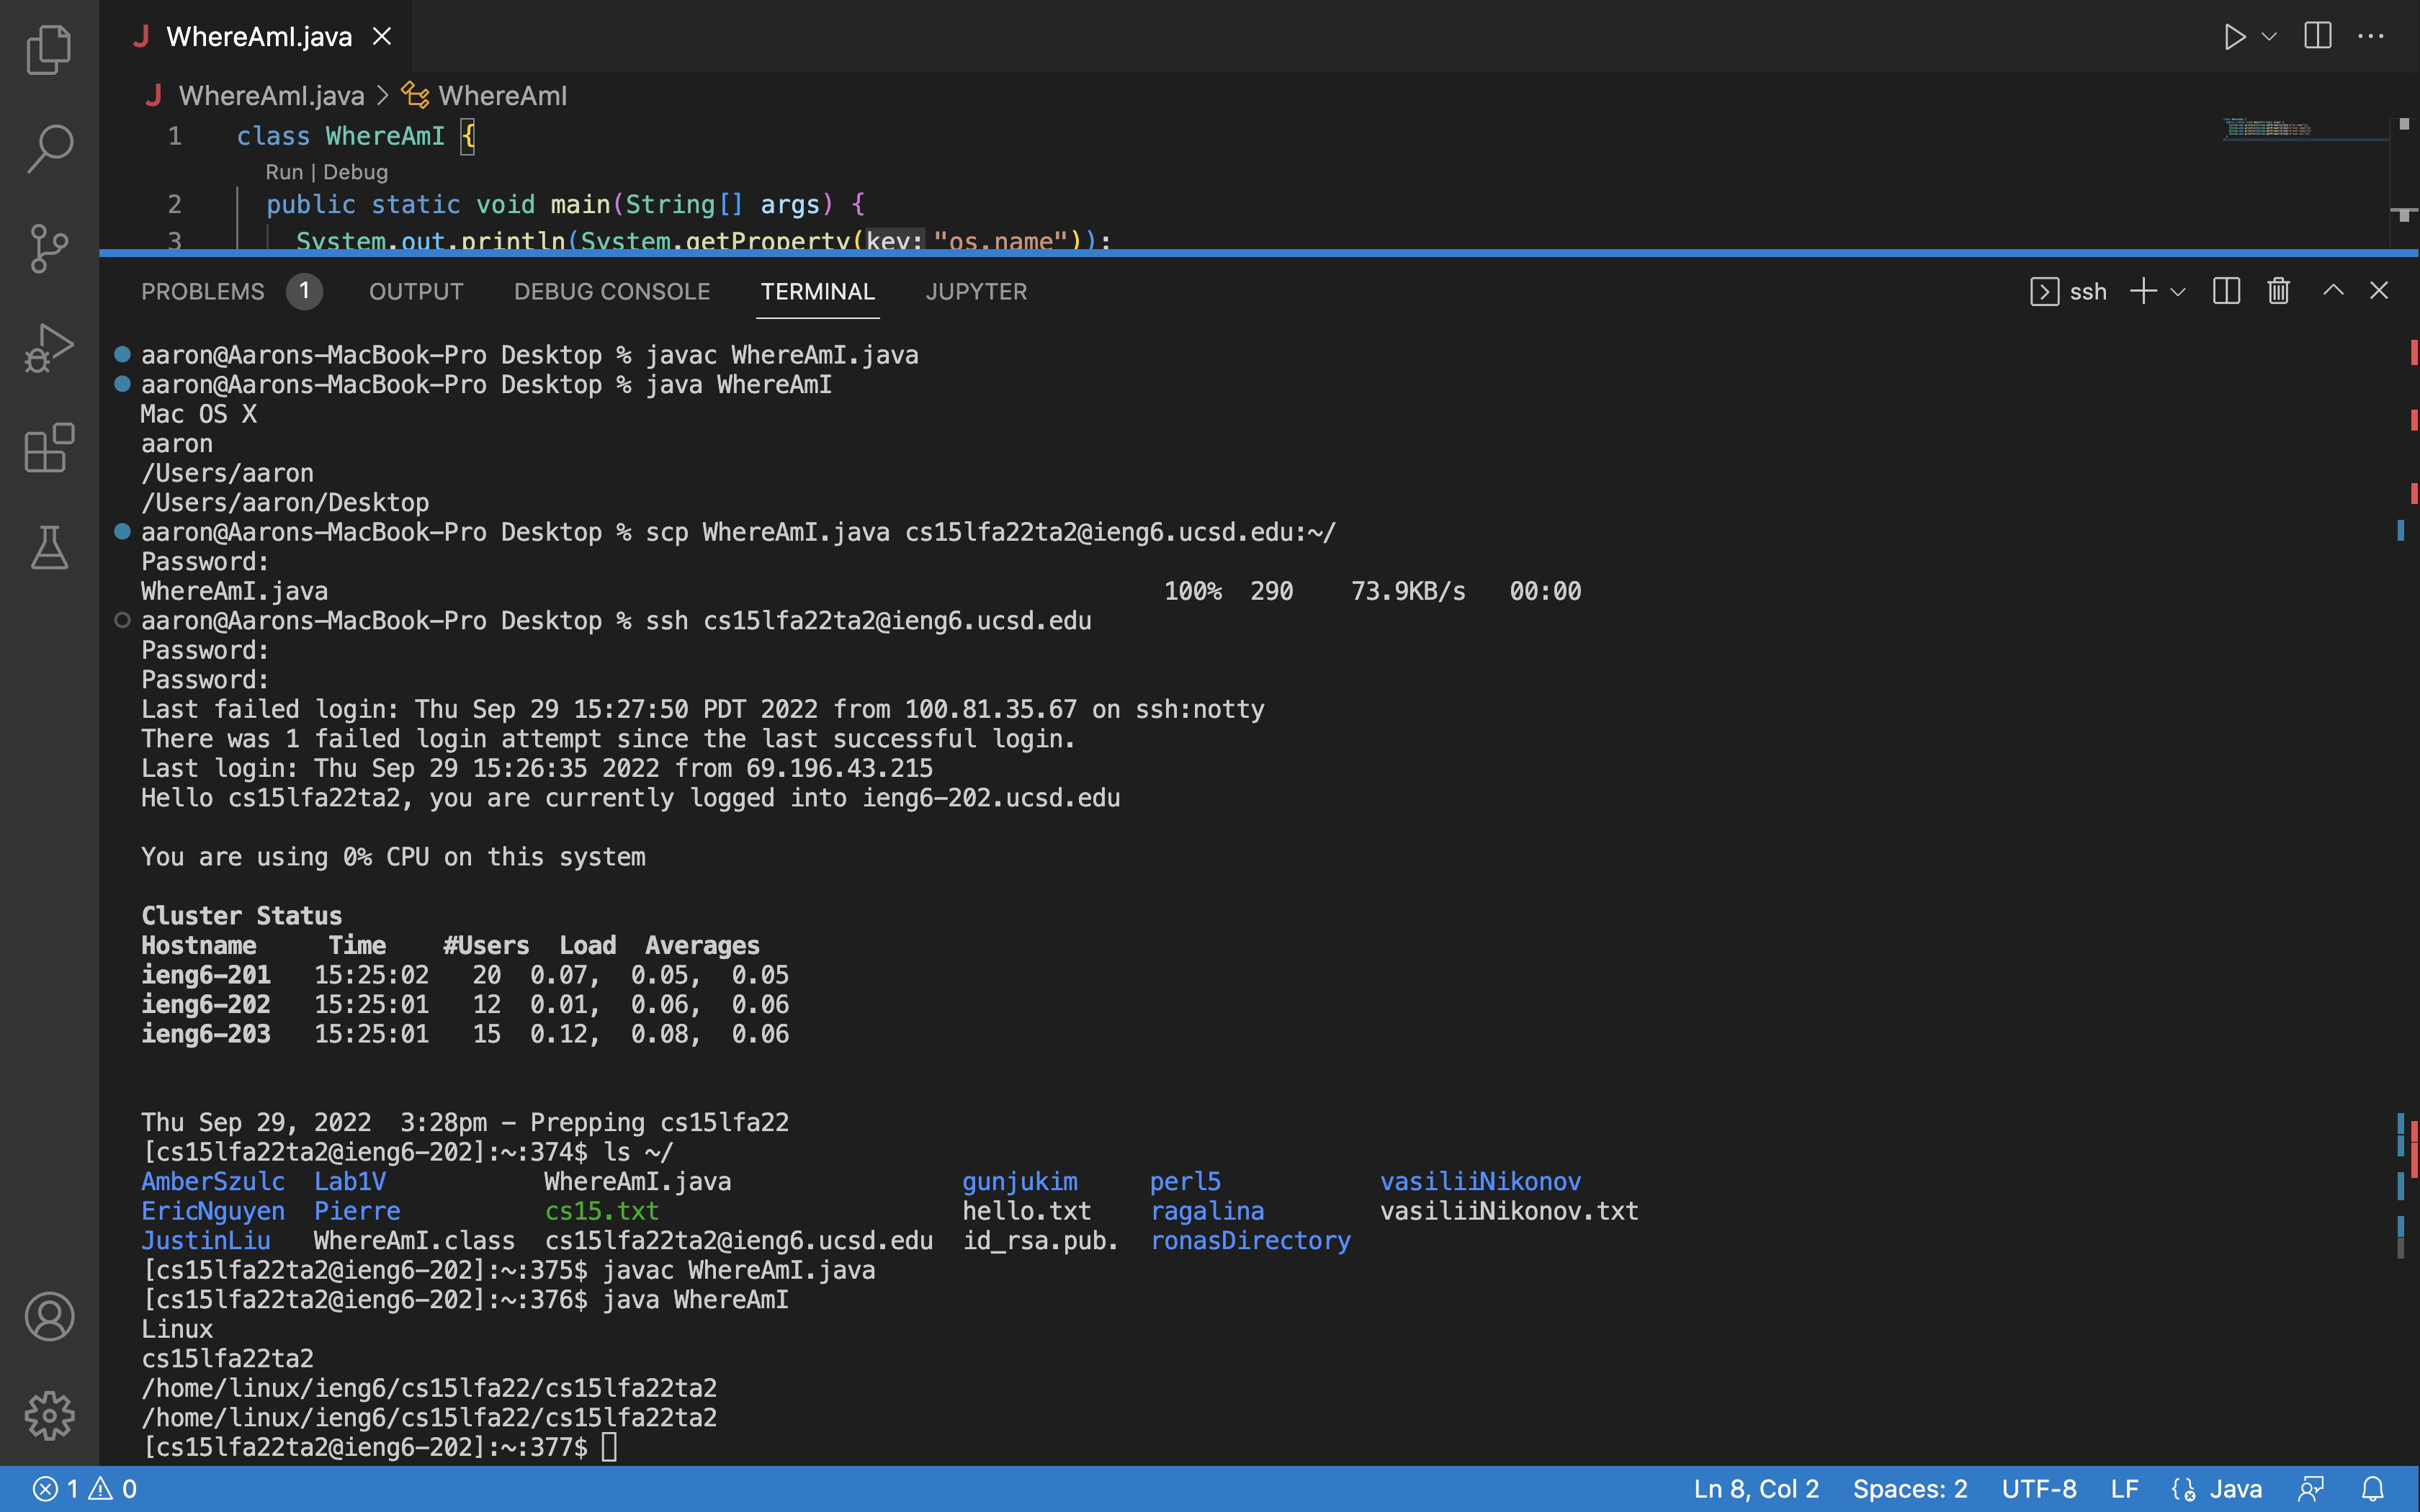 WhereAmI.java
WhereAmI.java > WhereAmI
1 class WhereAmI {
Run | Debug
2 public static void main(String[] args) {
3 System.out.println(System.getProperty(key: "os.name"));
PROBLEMS 1 OUTPUT DEBUG CONSOLE TERMINAL JUPYTER ssh
aaron@Aarons-MacBook-Pro Desktop % javac WhereAmI.java
aaron@Aarons-MacBook-Pro Desktop % java WhereAmI
Mac OS X
aaron
/Users/aaron
/Users/aaron/Desktop
aaron@Aarons-MacBook-Pro Desktop % scp WhereAmI.java cs15lfa22ta2@ieng6.ucsd.edu:~/
Password:
WhereAmI.java 100% 290 73.9KB/s 00:00
aaron@Aarons-MacBook-Pro Desktop % ssh cs15lfa22ta2@ieng6.ucsd.edu
Password:
Password:
Last failed login: Thu Sep 29 15:27:50 PDT 2022 from 100.81.35.67 on ssh:notty
There was 1 failed login attempt since the last successful login.
Last login: Thu Sep 29 15:26:35 2022 from 69.196.43.215
Hello cs15lfa22ta2, you are currently logged into ieng6-202.ucsd.edu
You are using 0% CPU on this system
Cluster Status
Hostname Time #Users Load Averages
ieng6-201 15:25:02 20 0.07, 0.05, 0.05
ieng6-202 15:25:01 12 0.01, 0.06, 0.06
ieng6-203 15:25:01 15 0.12, 0.08, 0.06
Thu Sep 29, 2022 3:28pm - Prepping cs15lfa22
[cs15lfa22ta2@ieng6-202]:~:374$ ls ~/
AmberSzulc Lab1V WhereAmI.java gunjukim perl5 vasiliiNikonov
EricNguyen Pierre cs15.txt hello.txt ragalina vasiliiNikonov.txt
JustinLiu WhereAmI.class cs15lfa22ta2@ieng6.ucsd.edu id_rsa.pub. ronasDirectory
[cs15lfa22ta2@ieng6-202]:~:375$ javac WhereAmI.java
[cs15lfa22ta2@ieng6-202]:~:376$ java WhereAmI
Linux
cs15lfa22ta2
/home/linux/ieng6/cs15lfa22/cs15lfa22ta2
/home/linux/ieng6/cs15lfa22/cs15lfa22ta2
[cs15lfa22ta2@ieng6-202]:~:377$
1 0 Ln 8, Col 2 Spaces: 2 UTF-8 LF Java